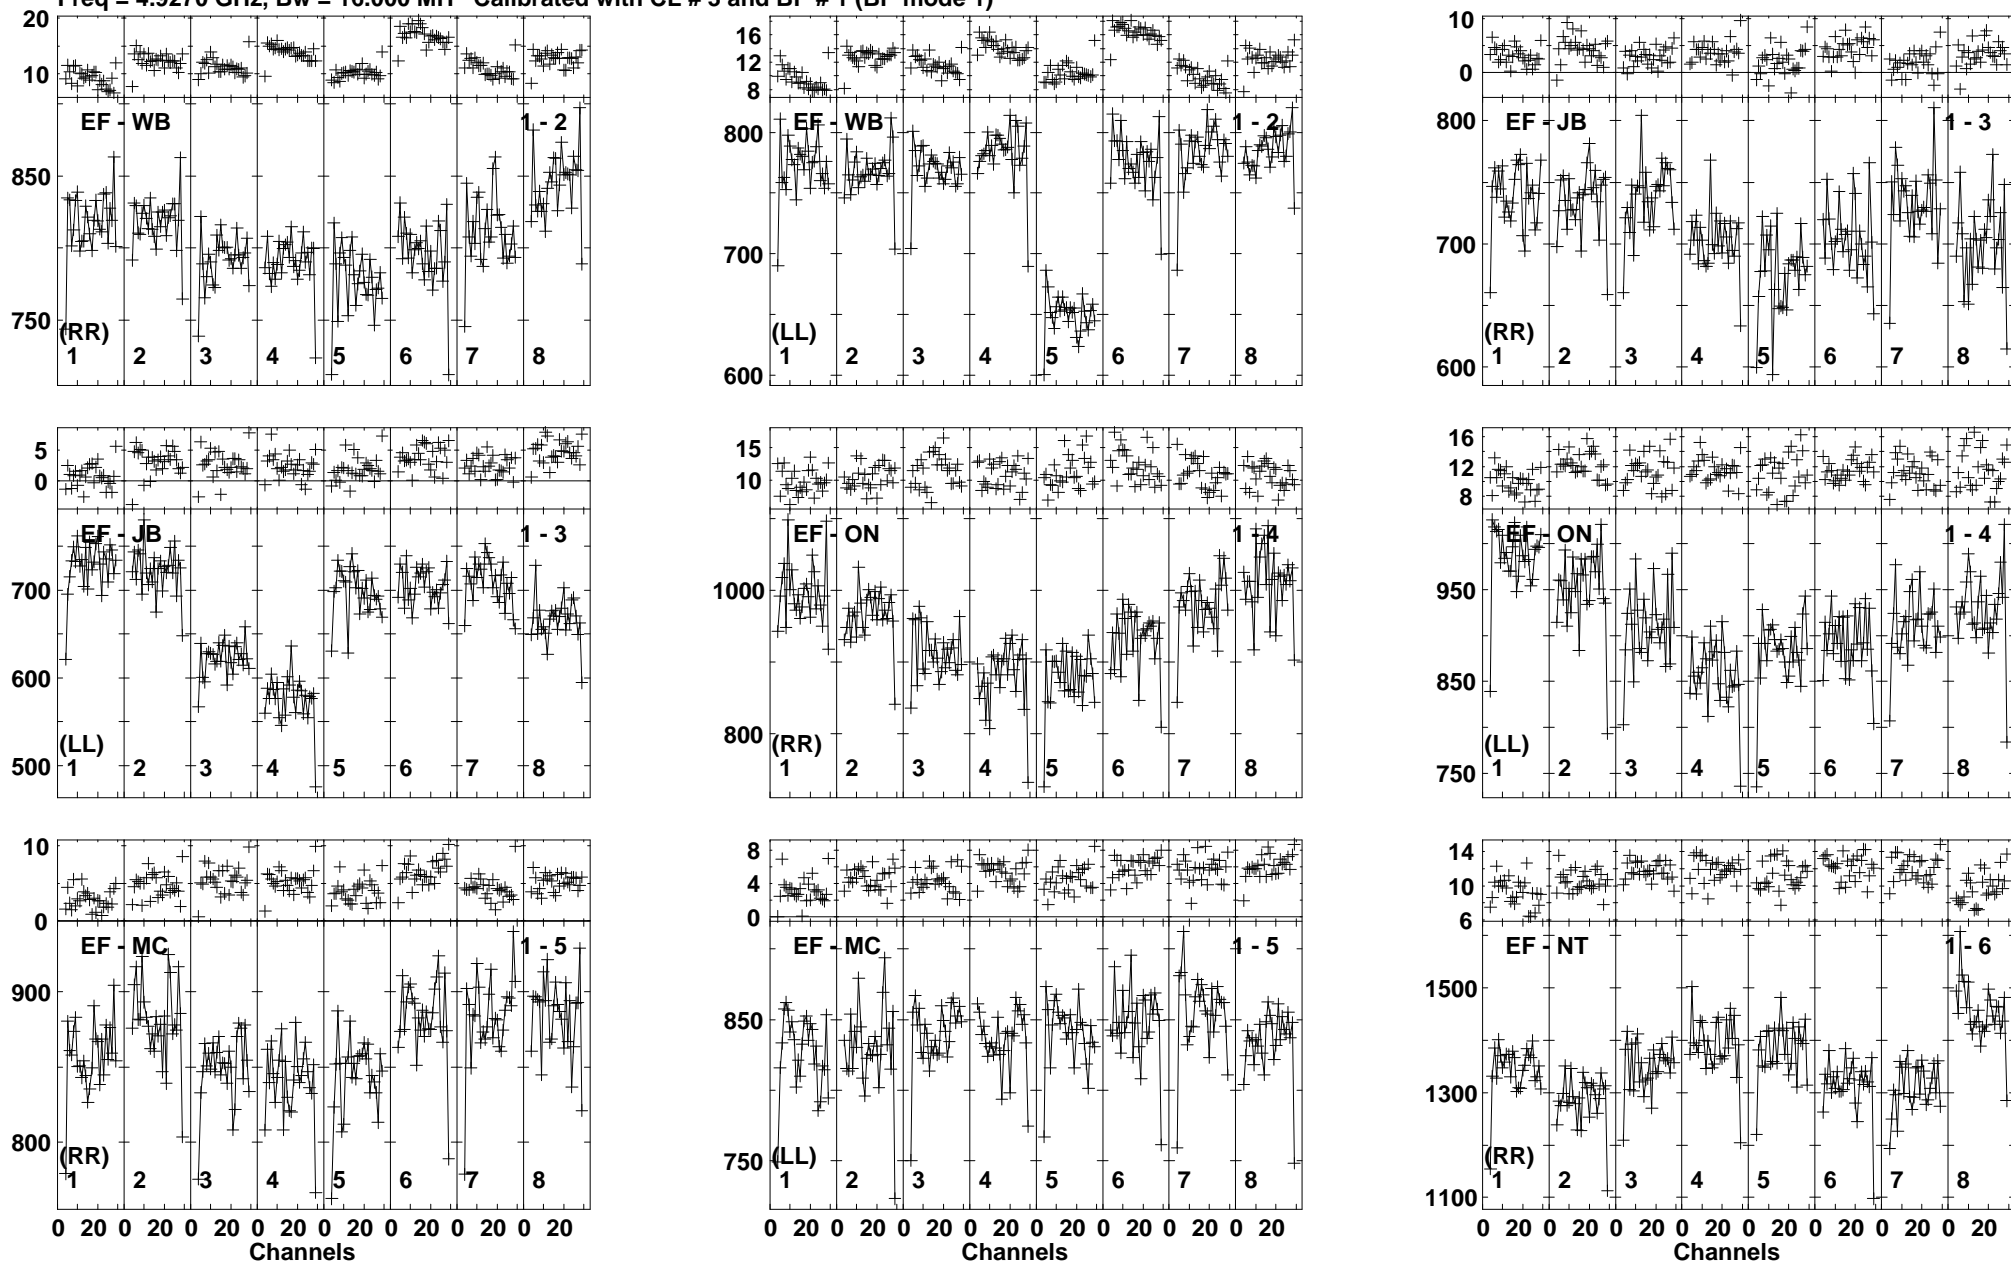 Freq = 4.9270 GHz, Bw = 16.000 MH Calibrated with CL # 3 and BP # 1 (BP mode 1)
20
10
EF - WB 1 - 2
850
750
(RR)
1 2 3 4 5 6 7 8
16
12
8
EF - WB 1 - 2
800
700
600
(LL)
1 2 3 4 5 6 7 8
10
0
EF - JB 1 - 3
800
700
600
(RR)
1 2 3 4 5 6 7 8
5
0
EF - JB 1 - 3
700
600
500
(LL)
1 2 3 4 5 6 7 8
15
10
EF - ON 1 - 4
1000
800
(RR)
1 2 3 4 5 6 7 8
16
12
8
EF - ON 1 - 4
950
850
750
(LL)
1 2 3 4 5 6 7 8
10
0
EF - MC 1 - 5
900
800
(RR)
1 2 3 4 5 6 7 8
0 20 0 20 0 20 0 20 0 20 0 20 0 20 0 20
Channels
8
4
0
EF - MC 1 - 5
850
750
(LL)
1 2 3 4 5 6 7 8
0 20 0 20 0 20 0 20 0 20 0 20 0 20 0 20
Channels
14
10
6
EF - NT 1 - 6
1500
1300
1100
(RR)
1 2 3 4 5 6 7 8
0 20 0 20 0 20 0 20 0 20 0 20 0 20 0 20
Channels